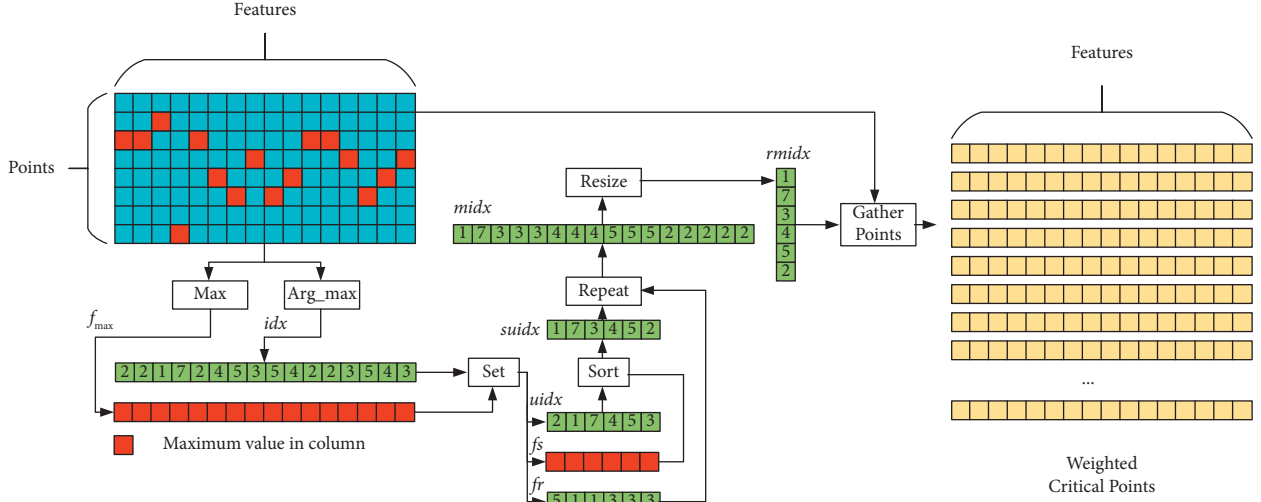 Features
Features
Points
rmidx
Resize
1
7
3
4
5
2
midx
1 7 3 3 3 4 4 4 5 5 5 2 2 2 2 2
Gather
Points
Max
Arg_max
Repeat
f max
idx
suidx
1 7 3 4 5 2
2 2 1 7 2 4 5 3 5 4 2 2 3 5 4 3
Set
Sort
...
uidx
2 1 7 4 5 3
Maximum value in column
fs
Weighted
Critical Points
fr
5 1 1 3 3 3